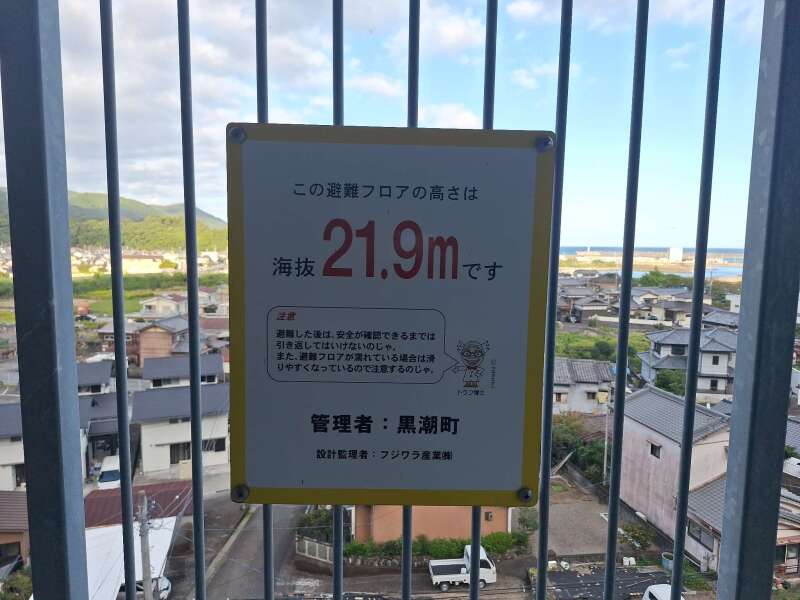 この避難フロアの高さは
海抜21.9mです
注意
避難した後は、安全が確認できるまでは
引き返してはいけないのじゃ。
また、避難フロアが濡れている場合は滑
りやすくなっているので注意するのじゃ。
トラフ博士
管理者：黒潮町
設計監理者：フジワラ産業㈱